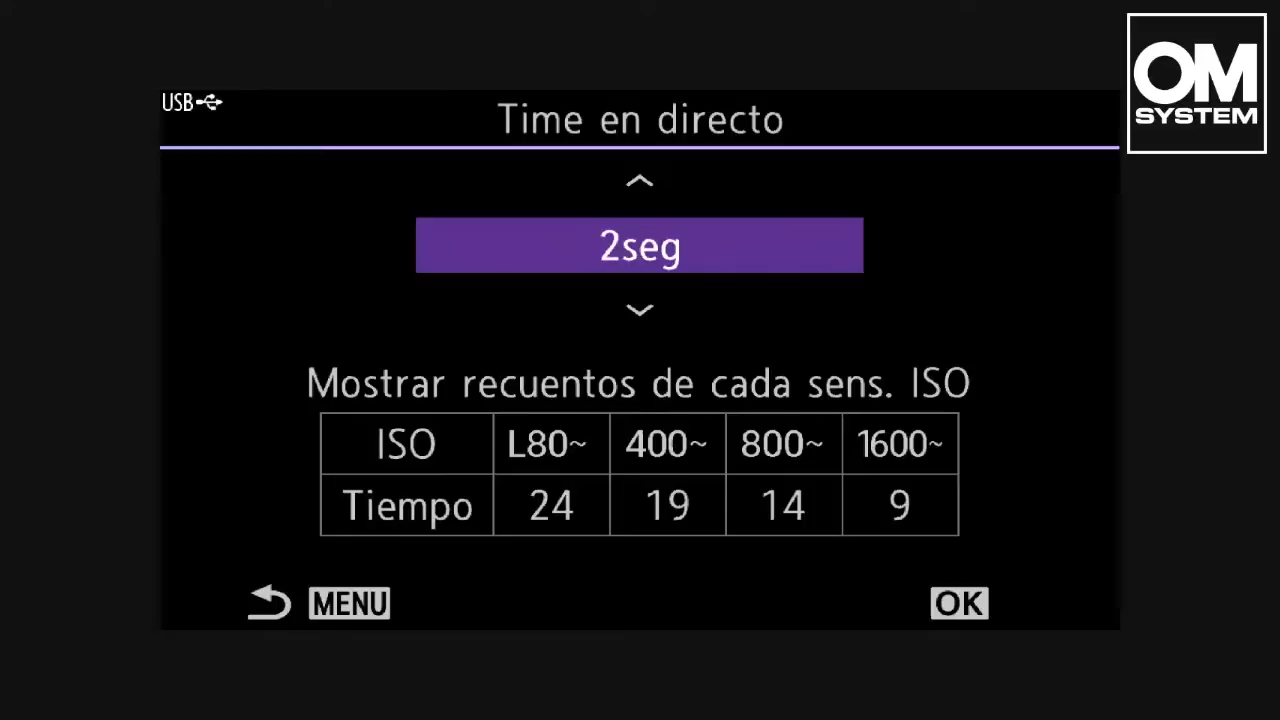 OM
SYSTEM
USB
Time en directo
2seg
Mostrar recuentos de cada sens. ISO
ISO L80~ 400~ 800~ 1600~
Tiempo 24 19 14 9
MENU OK